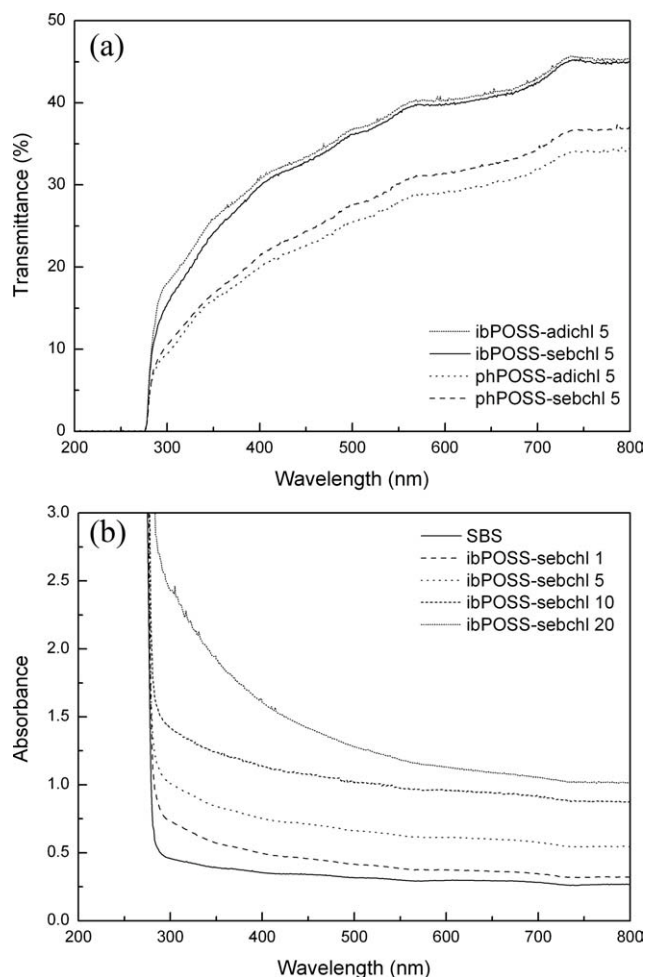 (a)
50
40
30
20
10
0
Transmittance (%)
ibPOSS-adichl 5
ibPOSS-sebchl 5
phPOSS-adichl 5
phPOSS-sebchl 5
200 300 400 500 600 700 800
Wavelength (nm)
(b)
3.0
2.5
2.0
1.5
1.0
0.5
0.0
Absorbance
SBS
ibPOSS-sebchl 1
ibPOSS-sebchl 5
ibPOSS-sebchl 10
ibPOSS-sebchl 20
200 300 400 500 600 700 800
Wavelength (nm)